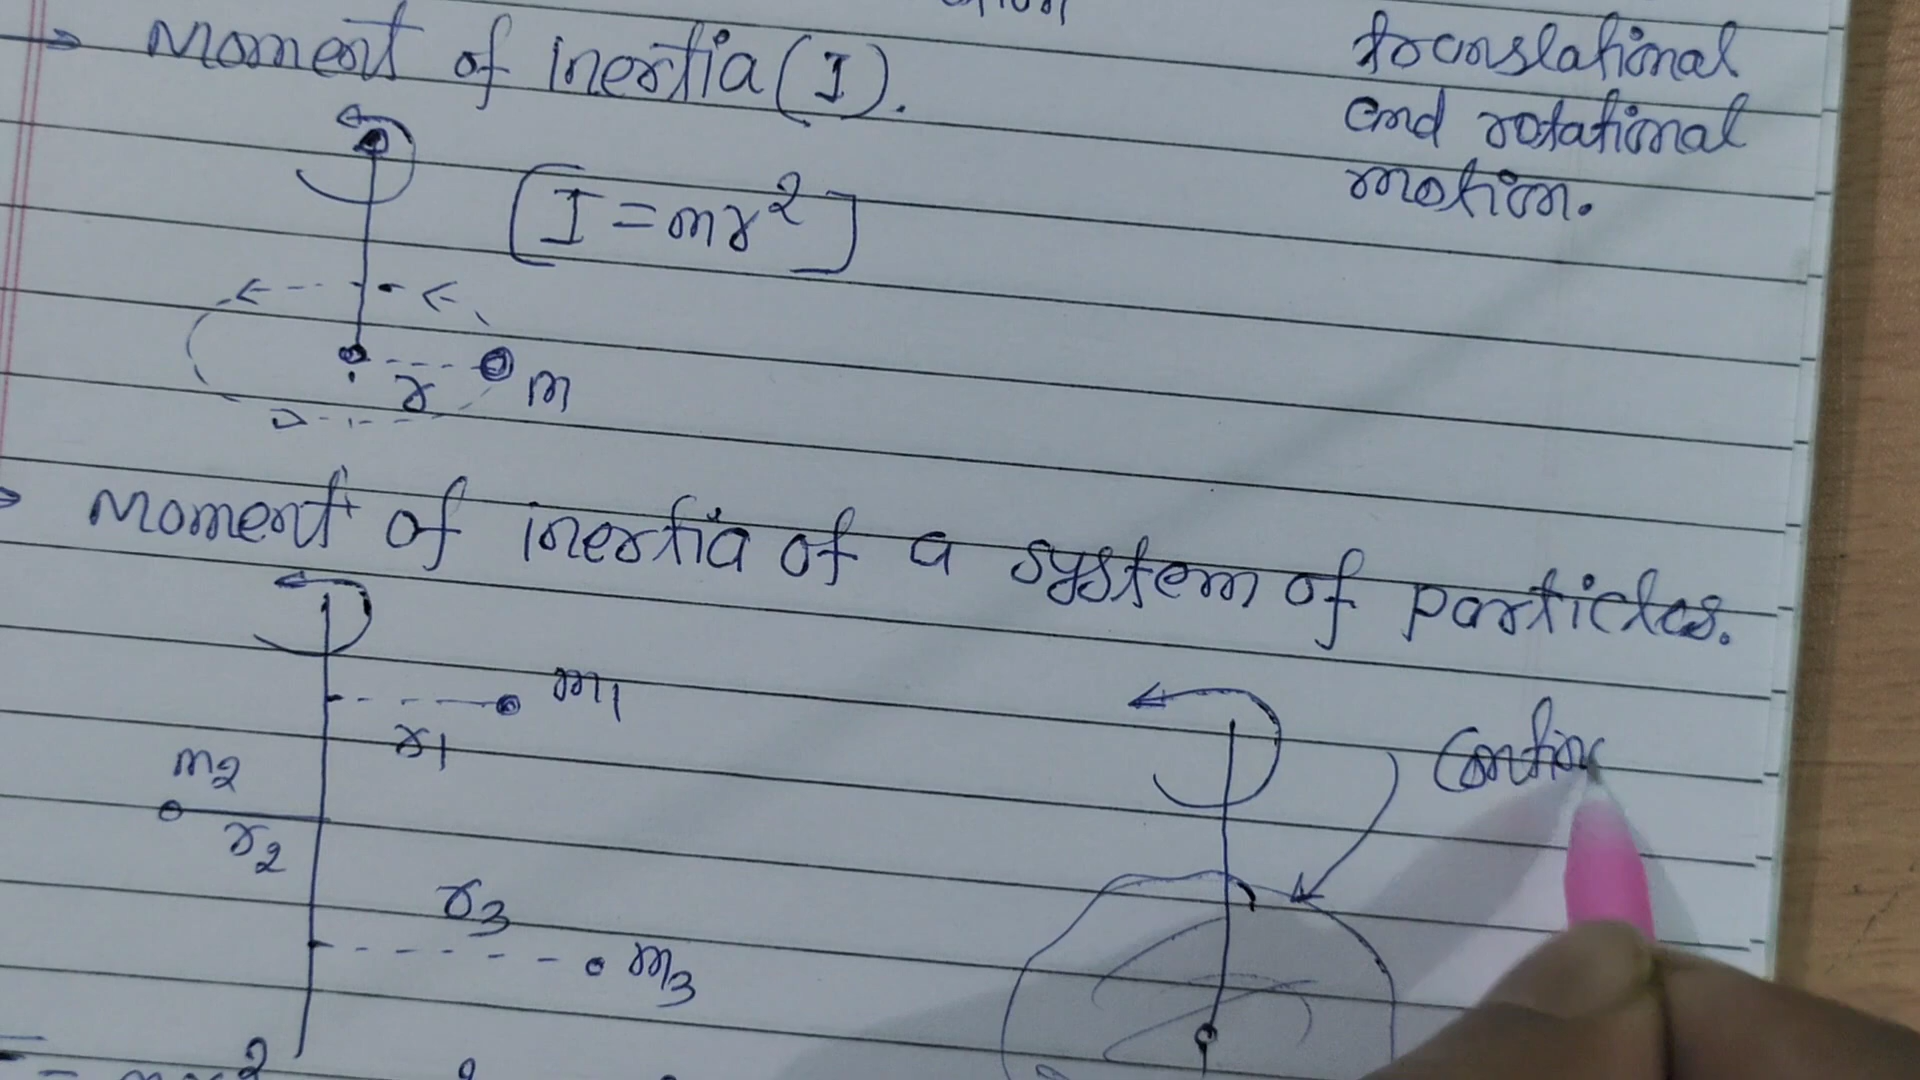 translational
and rotational
motion.
→ Moment of inertia (I).
[I = mr²]
r
m
Moment of inertia of a system of particles.
m1
r1
m2
r2
r3
m3
Contin